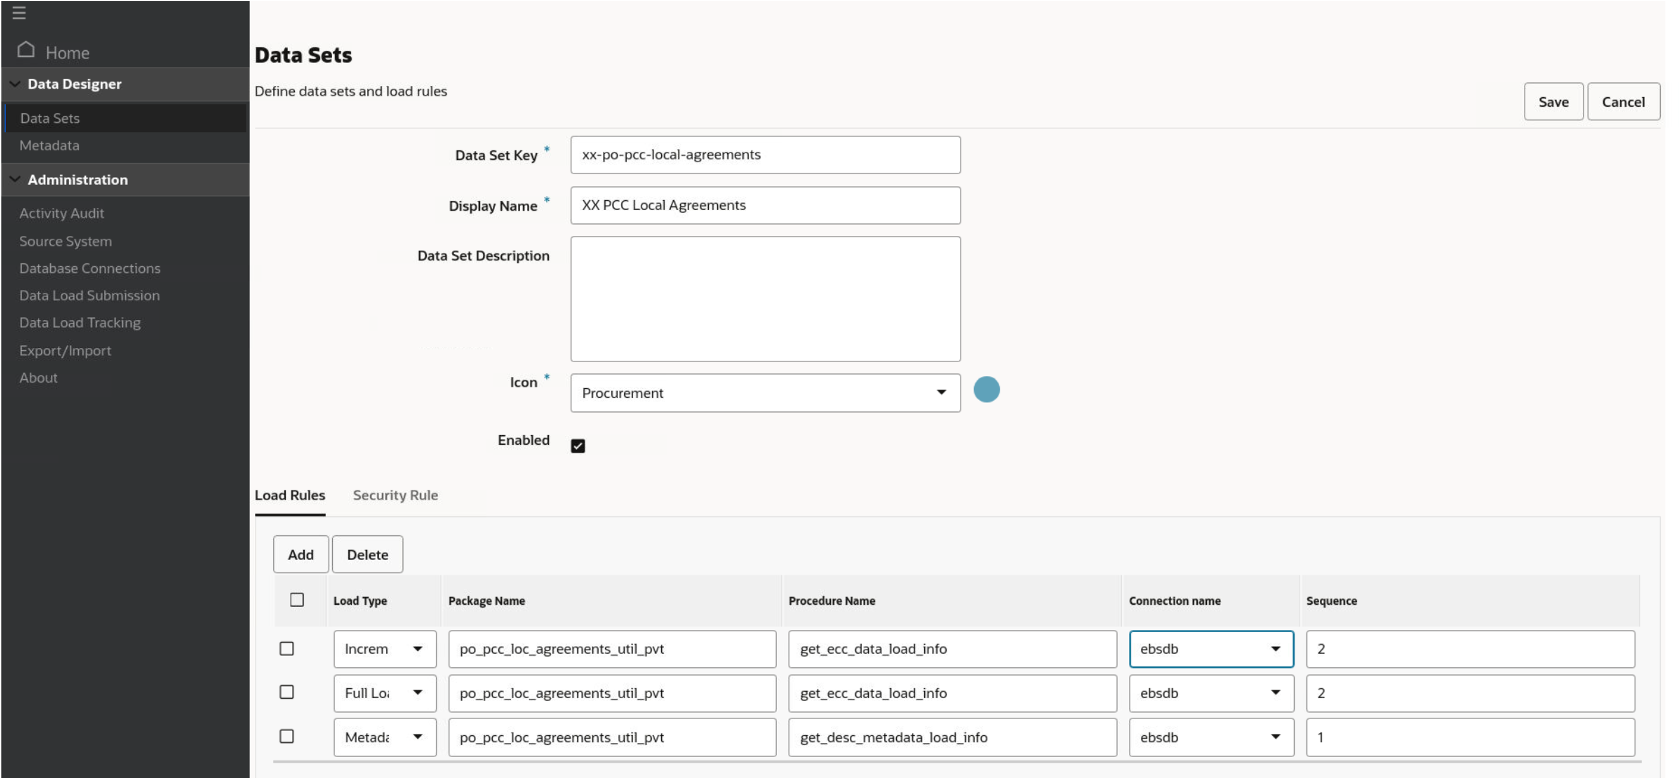 Home
Data Designer
Data Sets
Metadata
Administration
Activity Audit
Source System
Database Connections
Data Load Submission
Data Load Tracking
Export/Import
About
Data Sets
Define data sets and load rules
Save Cancel
Data Set Key * xx-po-pcc-local-agreements
Display Name * XX PCC Local Agreements
Data Set Description
Icon * Procurement
Enabled
Load Rules Security Rule
Add Delete
Load Type Package Name Procedure Name Connection name Sequence
Increm po_pcc_loc_agreements_util_pvt get_ecc_data_load_info ebsdb 2
Full Loa po_pcc_loc_agreements_util_pvt get_ecc_data_load_info ebsdb 2
Metada po_pcc_loc_agreements_util_pvt get_desc_metadata_load_info ebsdb 1